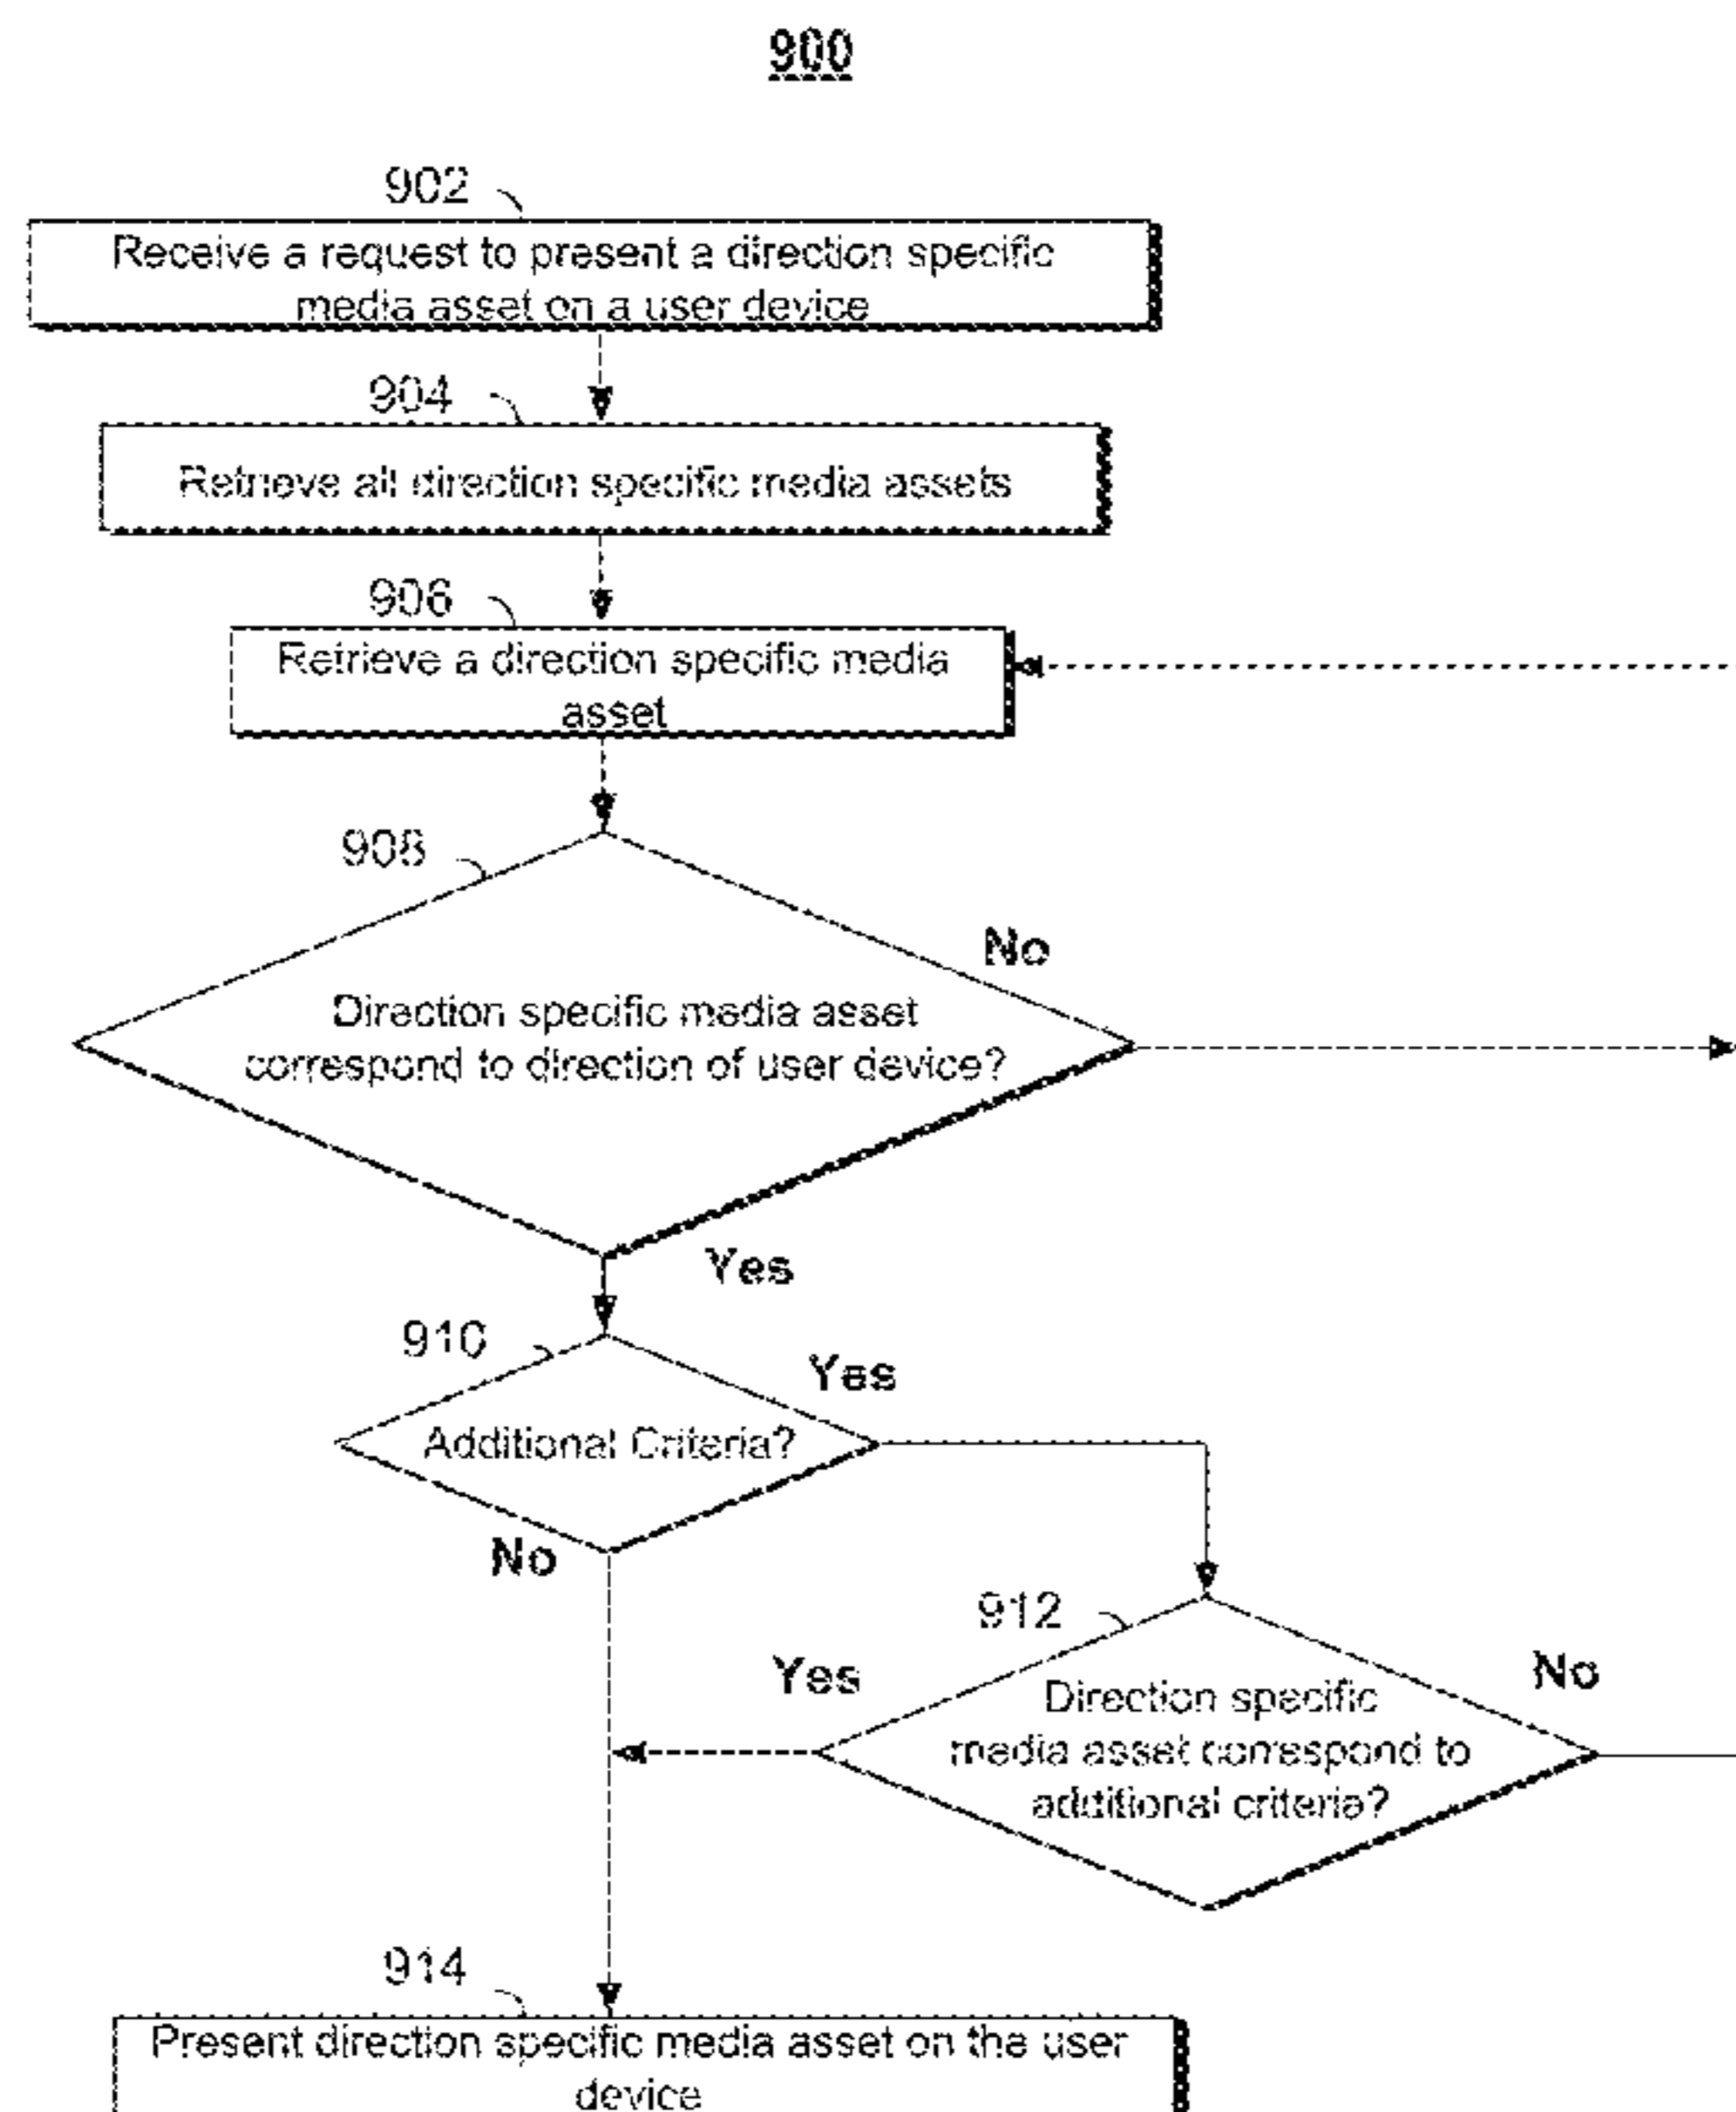 900
902
Receive a request to present a direction specific
media asset on a user device
904
Retrieve all direction specific media assets
906
Retrieve a direction specific media
asset
908
No
Direction specific media asset
correspond to direction of user device?
Yes
910
Yes
Additional Criteria?
No
912
Yes
No
Direction specific
media asset correspond to
additional criteria?
914
Present direction specific media asset on the user
device